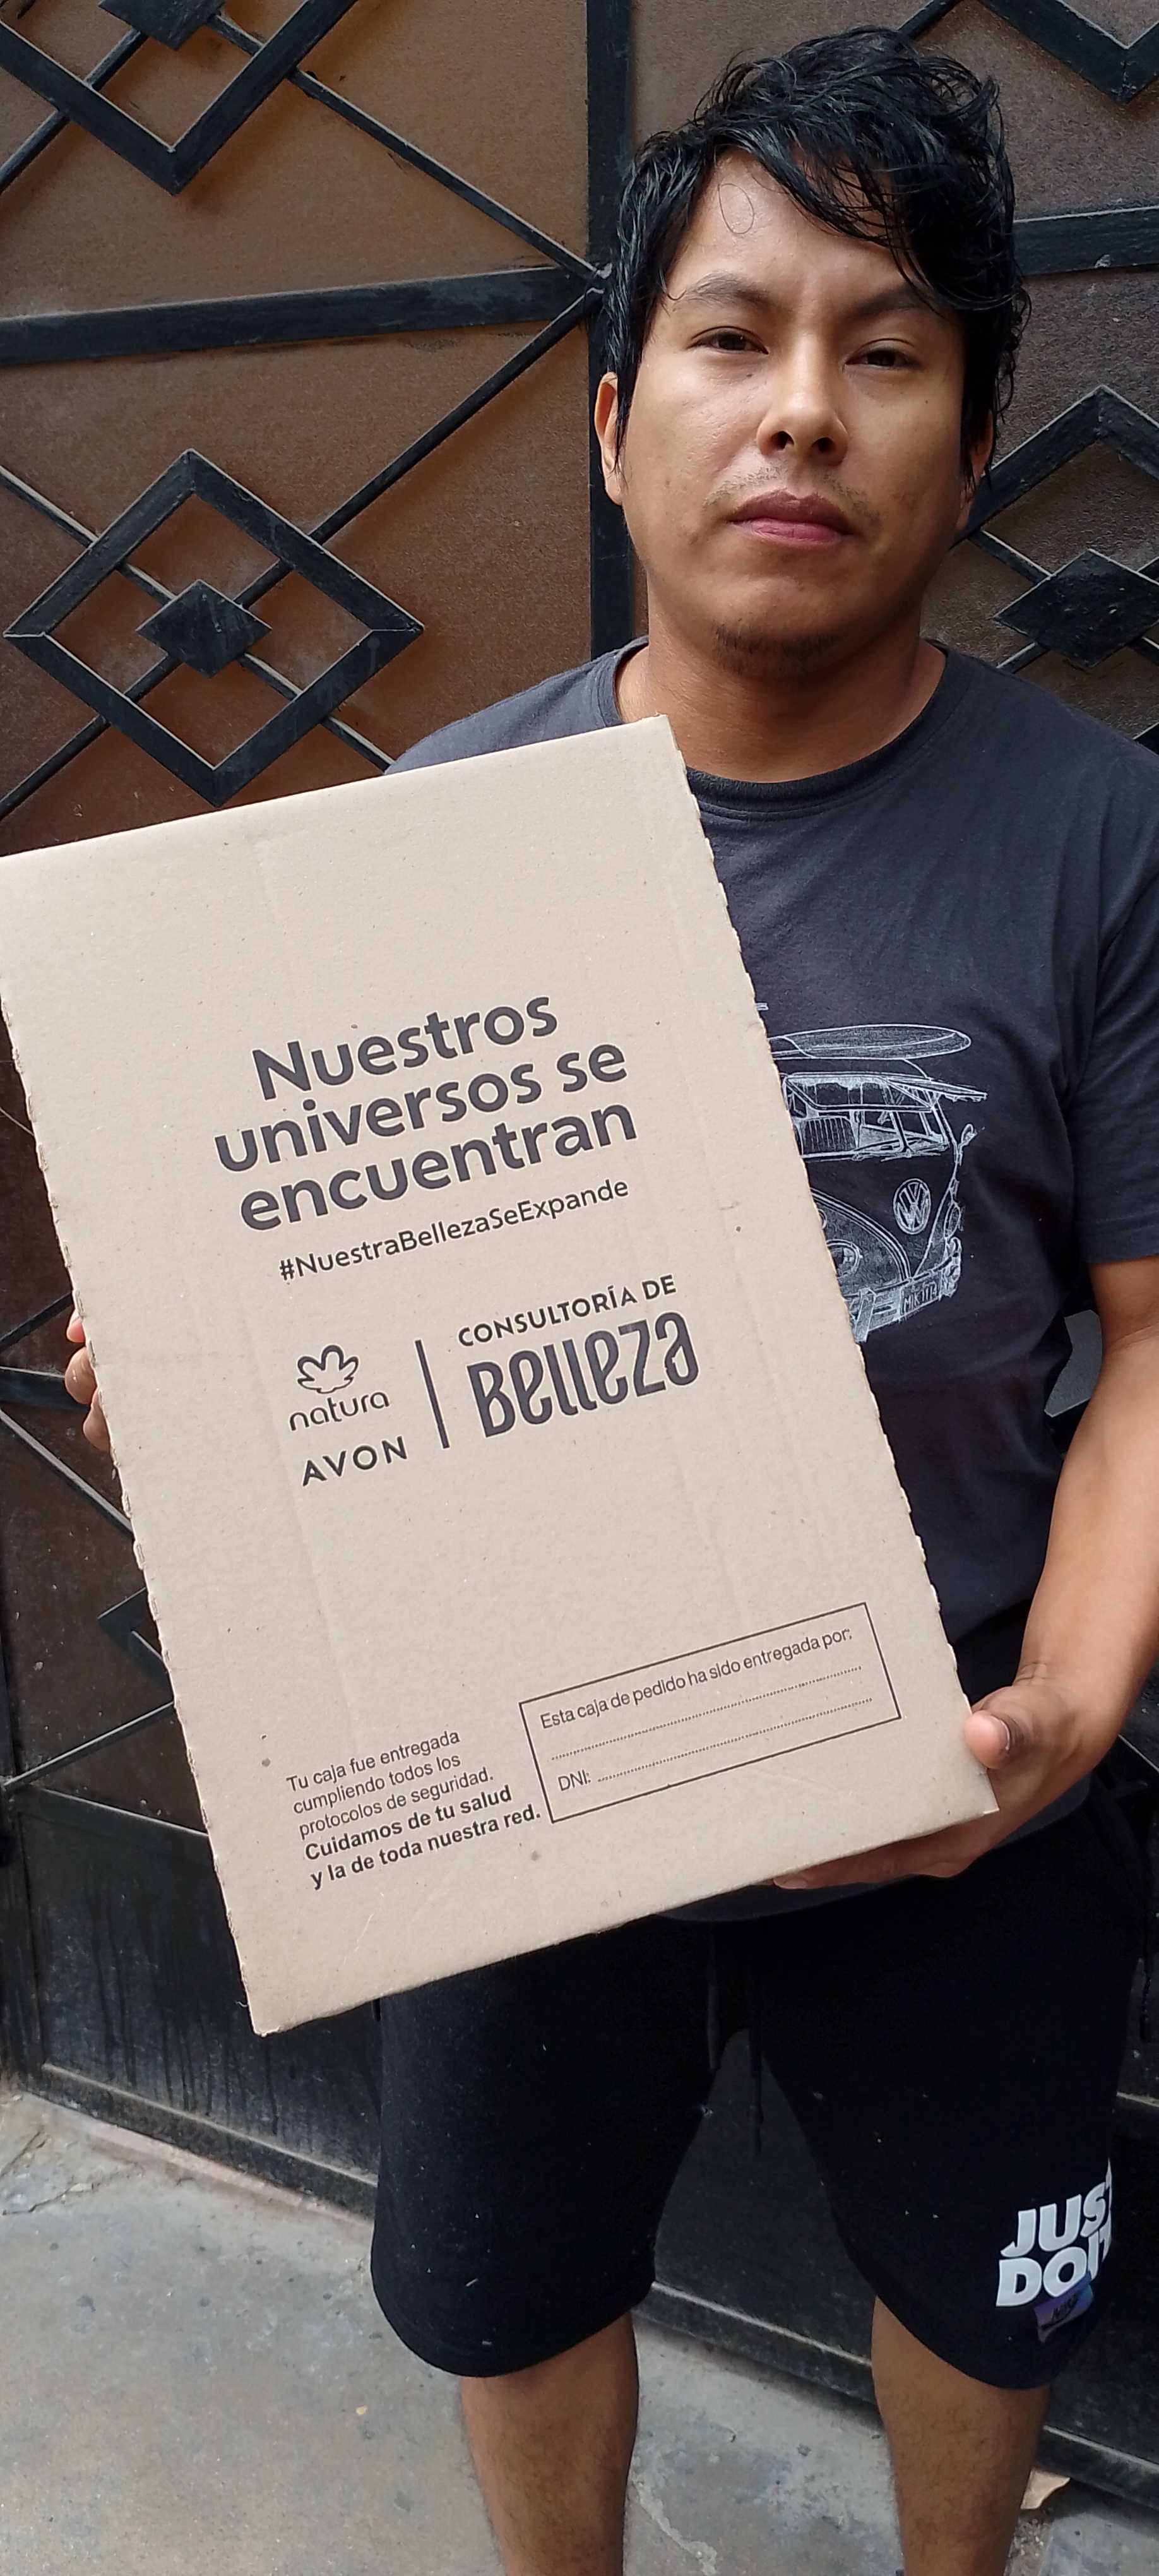 Nuestros
universos se
encuentran
#NuestraBellezaSeExpande
natura
AVON
CONSULTORÍA DE
Belleza
Esta caja de pedido ha sido entregada por:
DNI:
Tu caja fue entregada
cumpliendo todos los
protocolos de seguridad.
Cuidamos de tu salud
y la de toda nuestra red.
JUST
DO IT